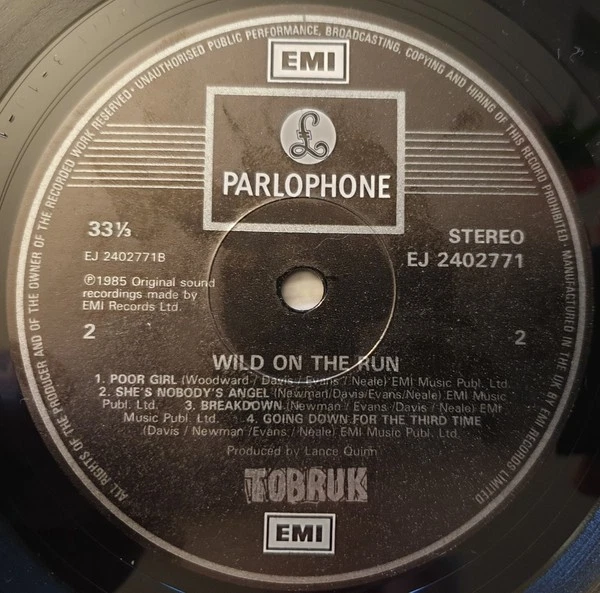 ALL RIGHTS OF THE PRODUCER AND OF THE OWNER OF THE RECORDED WORK RESERVED · UNAUTHORISED PUBLIC PERFORMANCE, BROADCASTING, COPYING AND HIRING OF THIS RECORD PROHIBITED · MANUFACTURED IN THE UK BY EMI RECORDS LIMITED
EMI
£
PARLOPHONE
33⅓
STEREO
EJ 2402771B
EJ 2402771
℗1985 Original sound
recordings made by
EMI Records Ltd.
2
2
WILD ON THE RUN
1. POOR GIRL (Woodward / Davis / Evans / Neale) EMI Music Publ. Ltd.
2. SHE'S NOBODY'S ANGEL (Newman/Davis/Evans/Neale) EMI Music
Publ. Ltd. 3. BREAKDOWN (Newman / Evans / Davis / Neale) EMI
Music Publ. Ltd. 4. GOING DOWN FOR THE THIRD TIME
(Davis / Newman / Evans / Neale) EMI Music Publ. Ltd.
Produced by Lance Quinn
TOBRUK
EMI